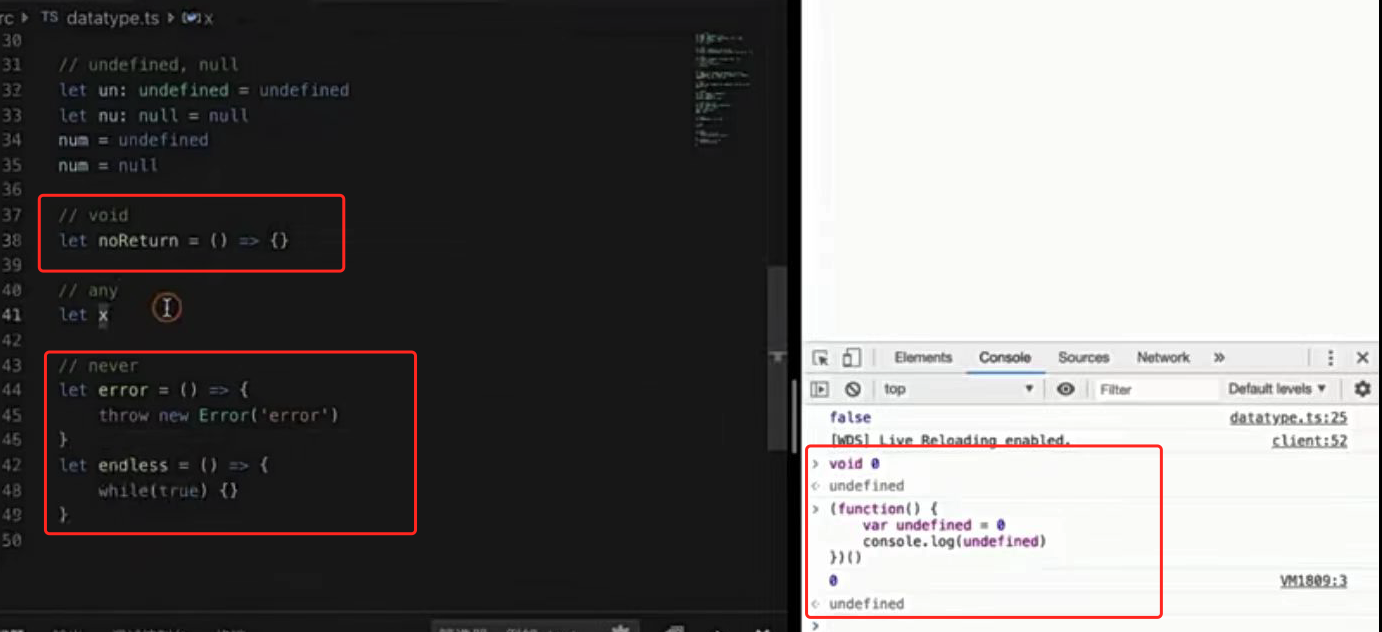 rc TS datatype.ts x
30
31 // undefined, null
32 let un: undefined = undefined
33 let nu: null = null
34 num = undefined
35 num = null
36
37 // void
38 let noReturn = () => {}
39
40 // any
41 let x
42
43 // never
44 let error = () => {
45 throw new Error('error')
46 }
42 let endless = () => {
48 while(true) {}
49 }
50
Elements Console Sources Network »
top Filter Default levels ▼
false datatype.ts:25
[WDS] Live Reloading enabled. client:52
> void 0
undefined
> (function() {
var undefined = 0
console.log(undefined)
})()
0 VM1809:3
undefined
>